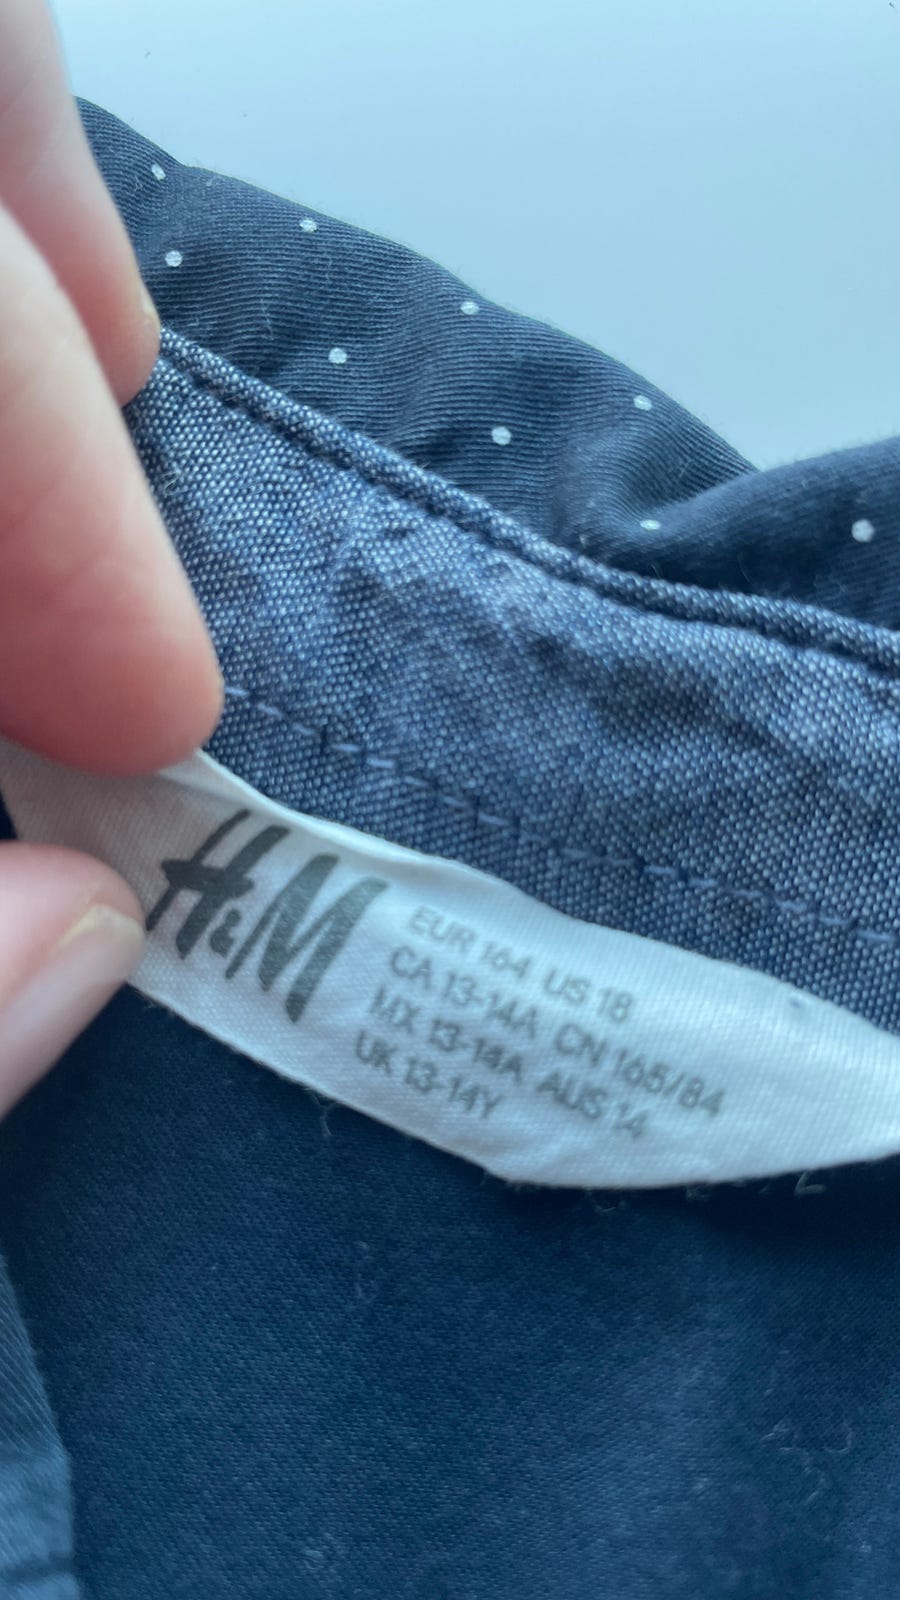 H&M
EUR 164 US 18
CA 13-14A CN 165/84
MX 13-14A AUS 14
UK 13-14Y